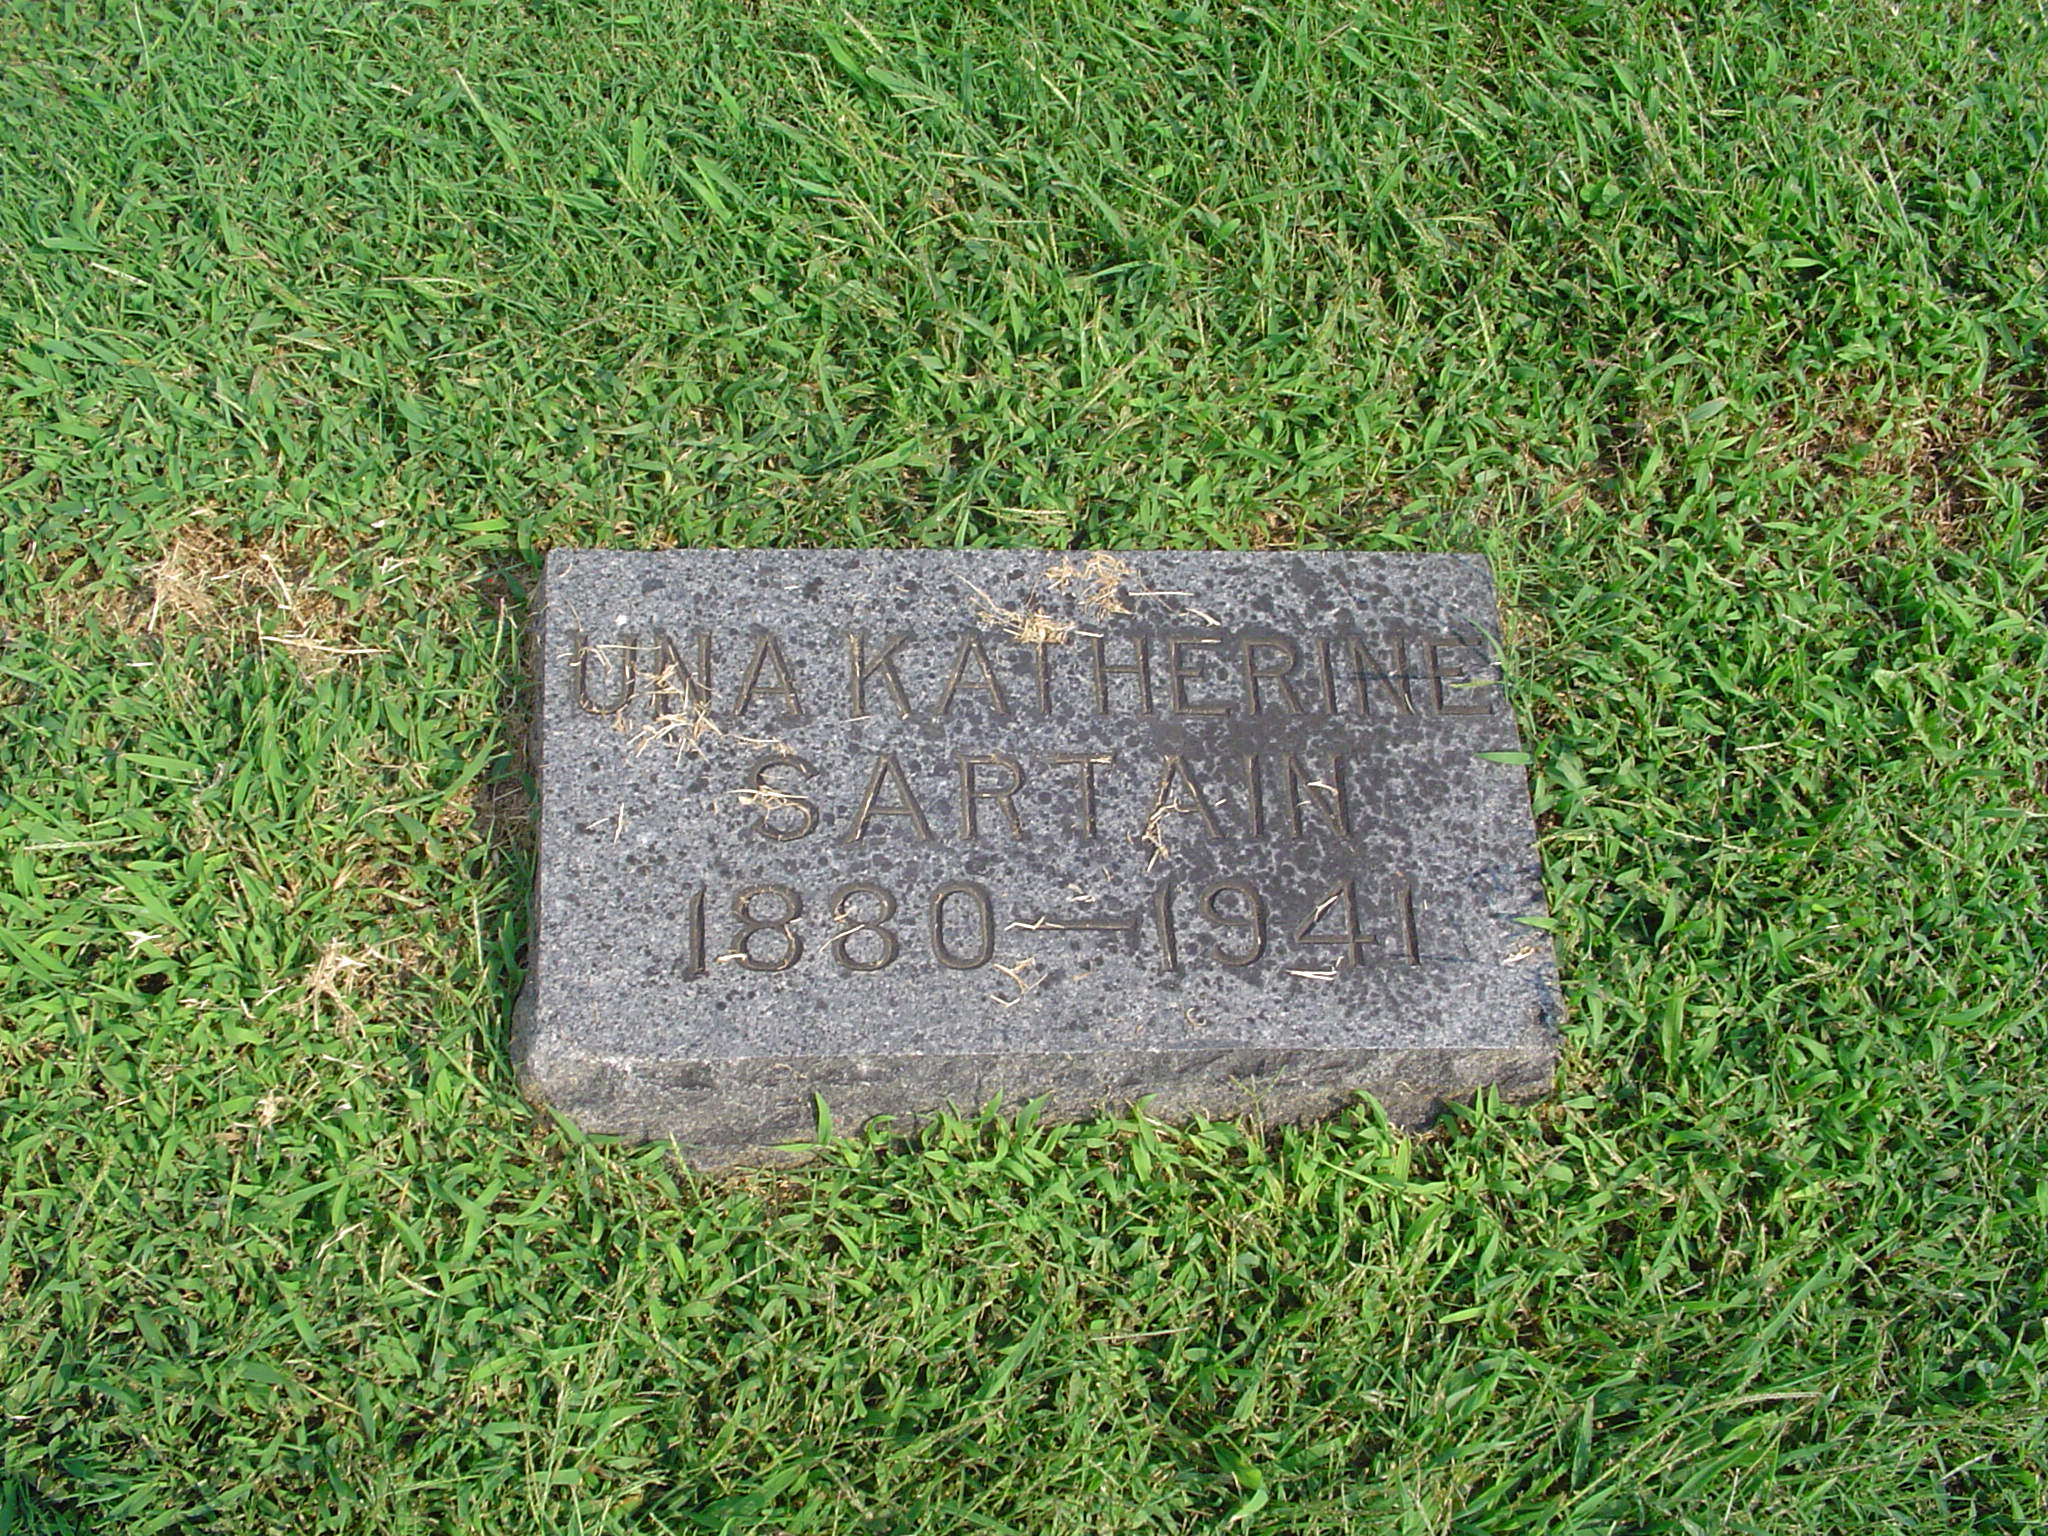 UNA KATHERINE
SARTAIN
1880—1941